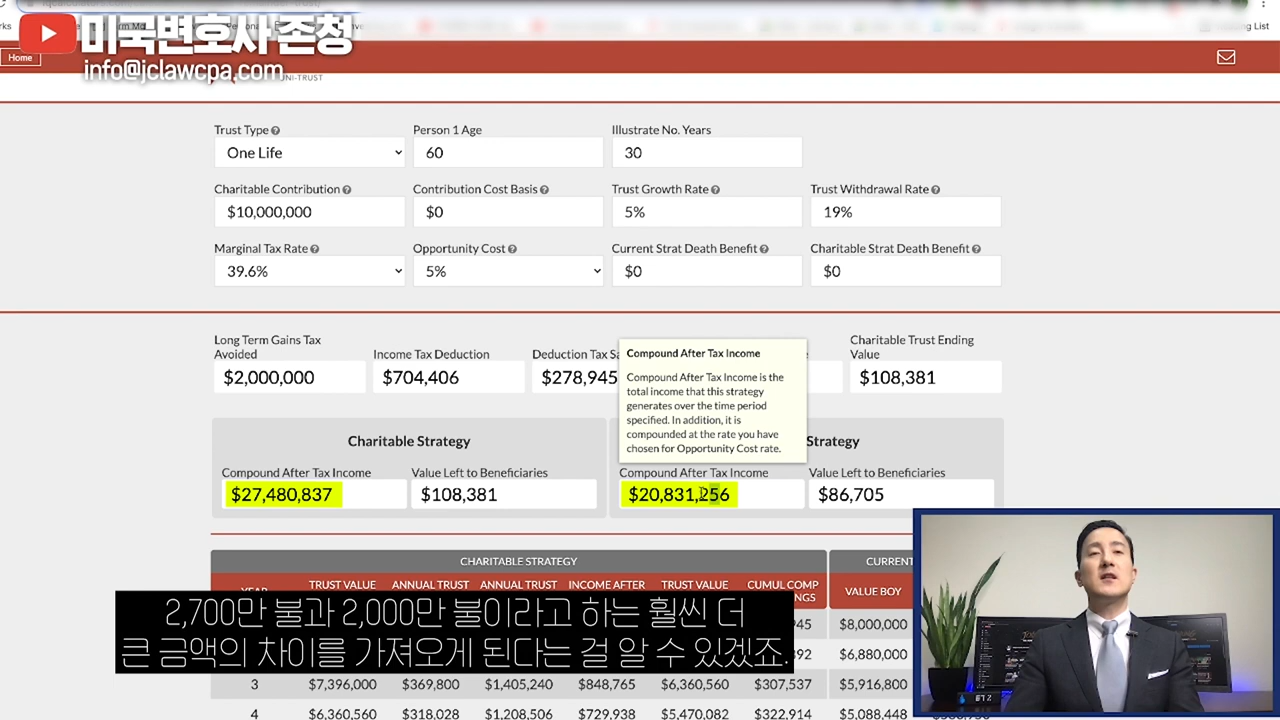 미국변호사 존청
info@jclawcpa.com
Home
UNI-TRUST
Trust Type
Person 1 Age
Illustrate No. Years
One Life
60
30
Charitable Contribution
Contribution Cost Basis
Trust Growth Rate
Trust Withdrawal Rate
$10,000,000
$0
5%
19%
Marginal Tax Rate
Opportunity Cost
Current Strat Death Benefit
Charitable Strat Death Benefit
39.6%
5%
$0
$0
Long Term Gains Tax Avoided
Income Tax Deduction
Deduction Tax
Charitable Trust Ending Value
$2,000,000
$704,406
$278,945
$108,381
Compound After Tax Income
Compound After Tax Income is the
total income that this strategy
generates over the time period
specified. In addition, it is
compounded at the rate you have
chosen for Opportunity Cost rate.
Charitable Strategy
Strategy
Compound After Tax Income
Value Left to Beneficiaries
Compound After Tax Income
Value Left to Beneficiaries
$27,480,837
$108,381
$20,831,256
$86,705
CHARITABLE STRATEGY
CURRENT
YEAR
TRUST VALUE
ANNUAL TRUST
ANNUAL TRUST
INCOME AFTER
TRUST VALUE
CUMUL COMP
VALUE BOY
$8,000,000
$6,880,000
3 $7,396,000 $369,800 $1,405,240 $848,765 $6,360,560 $307,537 $5,916,800
4 $6,360,560 $318,028 $1,208,506 $729,938 $5,470,082 $322,914 $5,088,448
2,700만 불과 2,000만 불이라고 하는 훨씬 더
큰 금액의 차이를 가져오게 된다는 걸 알 수 있겠죠.